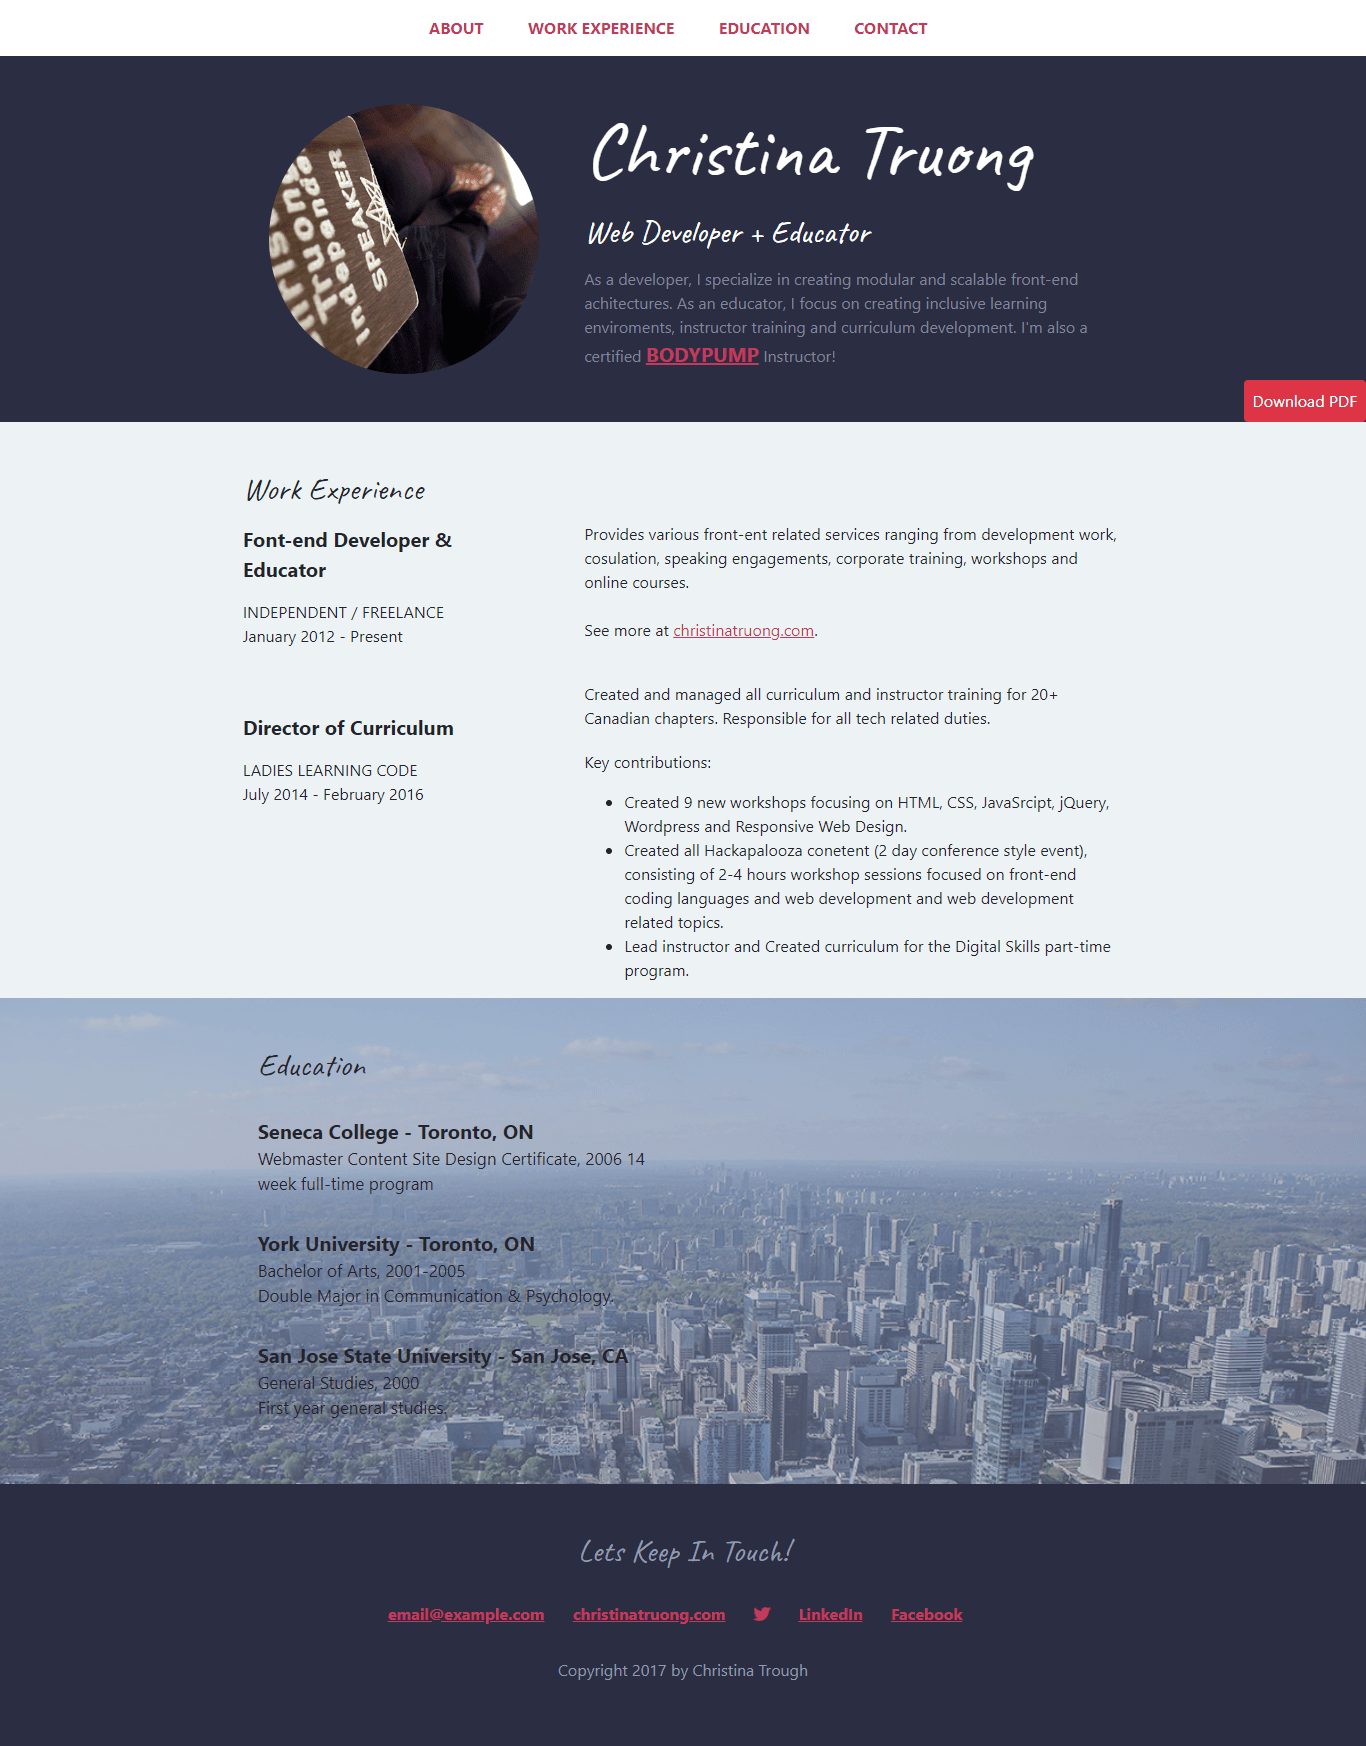 ABOUT WORK EXPERIENCE EDUCATION CONTACT
Truong
Independ
SPEAKER
Christina Truong
Web Developer + Educator
As a developer, I specialize in creating modular and scalable front-end
achitectures. As an educator, I focus on creating inclusive learning
enviroments, instructor training and curriculum development. I'm also a
certified BODYPUMP Instructor!
Download PDF
Work Experience
Font-end Developer &
Educator
INDEPENDENT / FREELANCE
January 2012 - Present
Provides various front-ent related services ranging from development work,
cosulation, speaking engagements, corporate training, workshops and
online courses.
See more at christinatruong.com.
Director of Curriculum
LADIES LEARNING CODE
July 2014 - February 2016
Created and managed all curriculum and instructor training for 20+
Canadian chapters. Responsible for all tech related duties.
Key contributions:
• Created 9 new workshops focusing on HTML, CSS, JavaSrcipt, jQuery,
Wordpress and Responsive Web Design.
• Created all Hackapalooza conetent (2 day conference style event),
consisting of 2-4 hours workshop sessions focused on front-end
coding languages and web development and web development
related topics.
• Lead instructor and Created curriculum for the Digital Skills part-time
program.
Education
Seneca College - Toronto, ON
Webmaster Content Site Design Certificate, 2006 14
week full-time program
York University - Toronto, ON
Bachelor of Arts, 2001-2005
Double Major in Communication & Psychology.
San Jose State University - San Jose, CA
General Studies, 2000
First year general studies.
Lets Keep In Touch!
email@example.com christinatruong.com LinkedIn Facebook
Copyright 2017 by Christina Trough